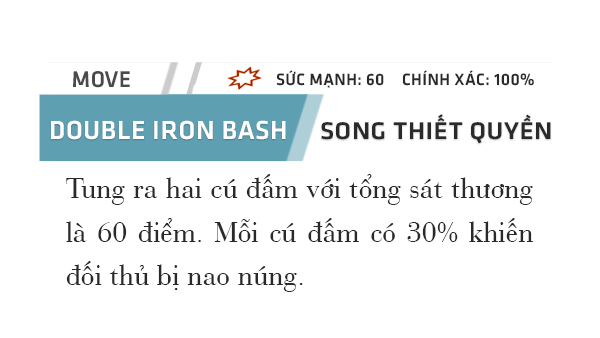 MOVE SỨC MẠNH: 60 CHÍNH XÁC: 100%
DOUBLE IRON BASH SONG THIẾT QUYỀN
Tung ra hai cú đấm với tổng sát thương
là 60 điểm. Mỗi cú đấm có 30% khiến
đối thủ bị nao núng.